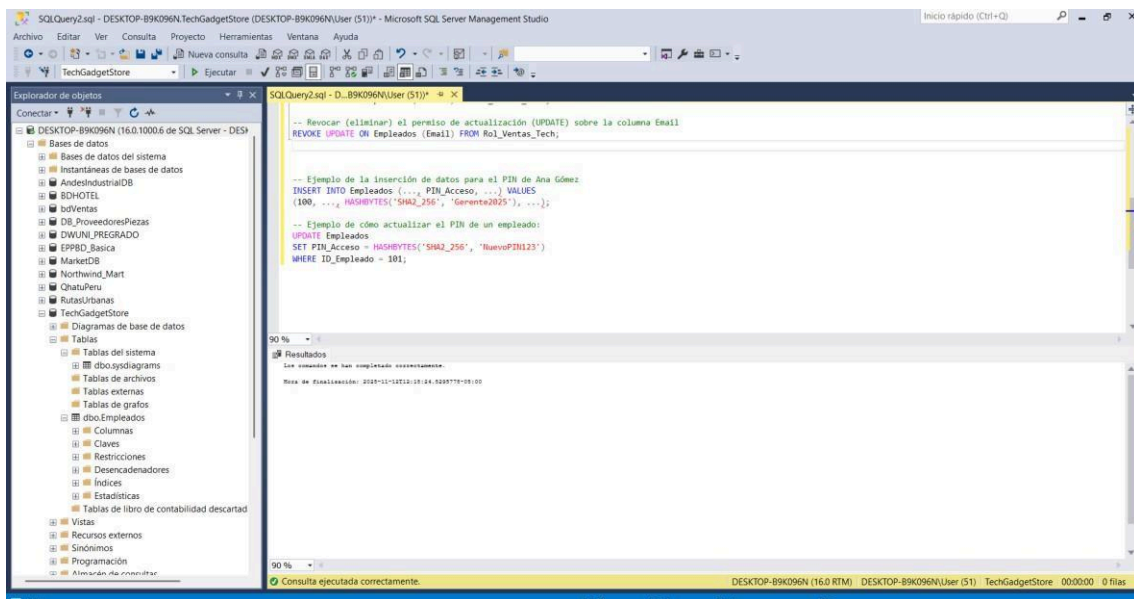 SQLQuery2.sql - DESKTOP-B9K096N.TechGadgetStore (DESKTOP-B9K096N\User (51))* - Microsoft SQL Server Management Studio
Inicio rápido (Ctrl+Q)
Archivo Editar Ver Consulta Proyecto Herramientas Ventana Ayuda
Nueva consulta
TechGadgetStore
Ejecutar
Explorador de objetos
SQLQuery2.sql - D...B9K096N\User (51))*
Conectar
DESKTOP-B9K096N (16.0.1000.6 de SQL Server - DESK
Bases de datos
Bases de datos del sistema
Instantáneas de bases de datos
AndesIndustrialDB
BDHOTEL
bdVentas
DB_ProveedoresPiezas
DWUNI_PREGRADO
EPPBD_Basica
MarketDB
Northwind_Mart
QhatuPeru
RutasUrbanas
TechGadgetStore
Diagramas de base de datos
Tablas
Tablas del sistema
dbo.sysdiagrams
Tablas de archivos
Tablas externas
Tablas de grafos
dbo.Empleados
Columnas
Claves
Restricciones
Desencadenadores
Índices
Estadísticas
Tablas de libro de contabilidad descartad
Vistas
Recursos externos
Sinónimos
Programación
Almacén de consultas
-- Revocar (eliminar) el permiso de actualización (UPDATE) sobre la columna Email
REVOKE UPDATE ON Empleados (Email) FROM Rol_Ventas_Tech;
-- Ejemplo de la inserción de datos para el PIN de Ana Gómez
INSERT INTO Empleados (..., PIN_Acceso, ...) VALUES
(100, ..., HASHBYTES('SHA2_256', 'Gerente2025'), ...);
-- Ejemplo de cómo actualizar el PIN de un empleado:
UPDATE Empleados
SET PIN_Acceso = HASHBYTES('SHA2_256', 'NuevoPIN123')
WHERE ID_Empleado = 101;
90 %
Resultados
Los comandos se han completado correctamente.
90 %
Consulta ejecutada correctamente.
DESKTOP-B9K096N (16.0 RTM) DESKTOP-B9K096N\User (51) TechGadgetStore 00:00:00 0 filas